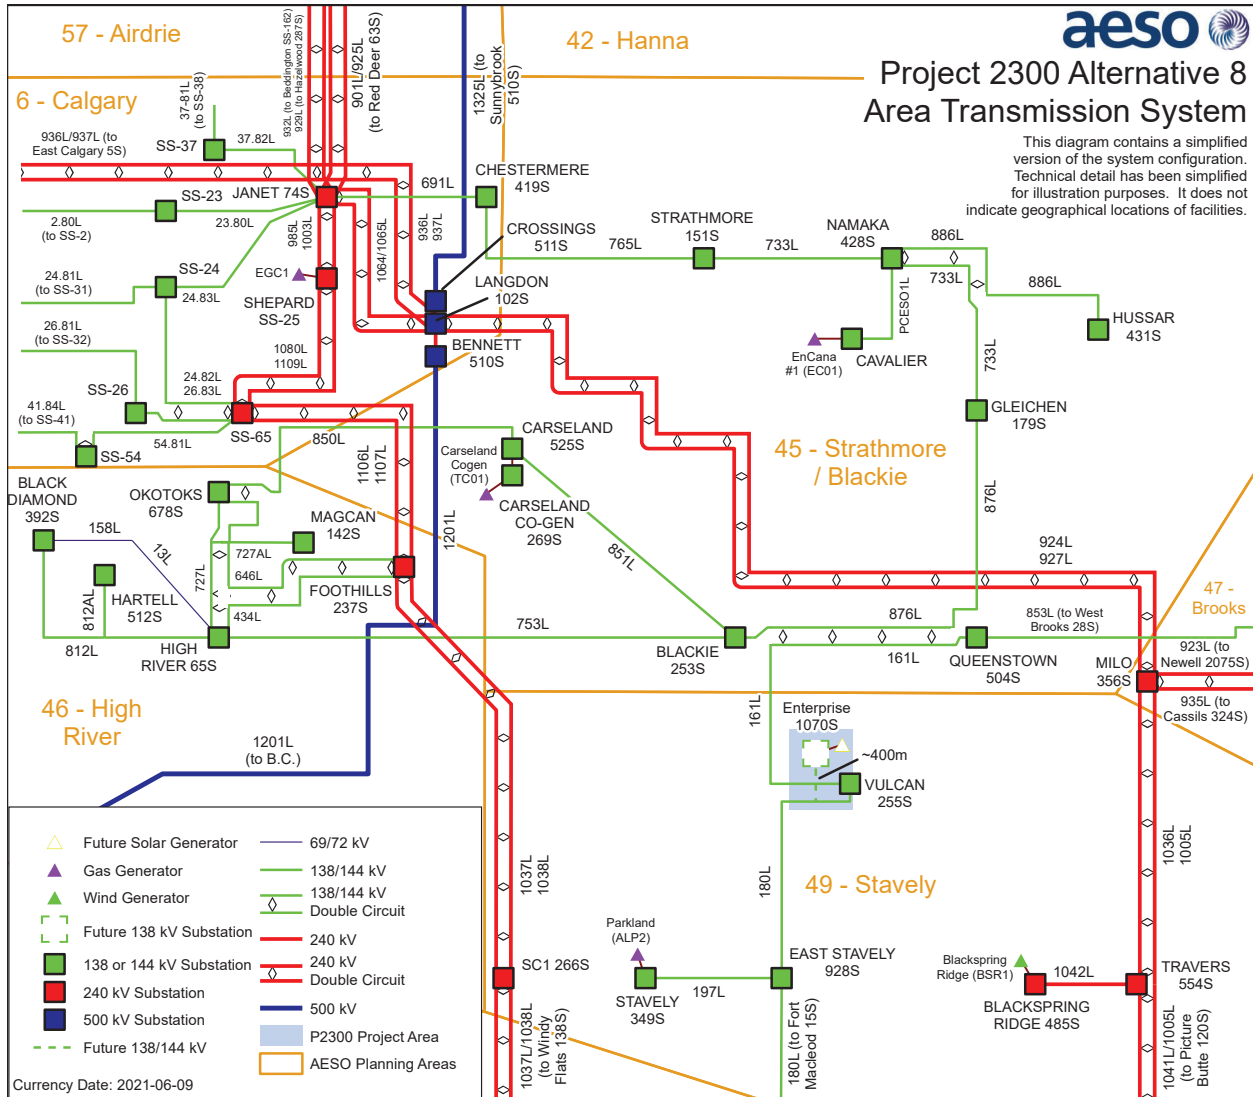 57 - Airdrie
42 - Hanna
aeso
Project 2300 Alternative 8
Area Transmission System
This diagram contains a simplified
version of the system configuration.
Technical detail has been simplified
for illustration purposes. It does not
indicate geographical locations of facilities.
6 - Calgary
37-81L
(to SS-38)
932L (to Beddington SS-162)
929L (to Hazelwood 287S)
901L/925L
(to Red Deer 63S)
1325L (to
Sunnybrook
510S)
936L/937L (to
East Calgary 5S)
SS-37
37.82L
SS-23
JANET 74S
691L
CHESTERMERE
419S
2.80L
(to SS-2)
23.80L
985L
1003L
1064/1065L
936L
937L
CROSSINGS
511S
STRATHMORE
151S
765L
733L
NAMAKA
428S
886L
733L
886L
HUSSAR
431S
24.81L
(to SS-31)
SS-24
24.83L
EGC1
SHEPARD
SS-25
LANGDON
102S
BENNETT
510S
PCESO1L
EnCana
#1 (EC01)
CAVALIER
733L
26.81L
(to SS-32)
1080L
1109L
SS-26
24.82L
26.83L
41.84L
(to SS-41)
54.81L
SS-54
SS-65
850L
1106L
1107L
Carseland
Cogen
(TC01)
CARSELAND
525S
CARSELAND
CO-GEN
269S
GLEICHEN
179S
45 - Strathmore
/ Blackie
876L
BLACK
DIAMOND
392S
OKOTOKS
678S
MAGCAN
142S
158L
13L
727AL
727L
646L
434L
FOOTHILLS
237S
1201L
851L
924L
927L
47 -
Brooks
812AL
HARTELL
512S
812L
HIGH
RIVER 65S
753L
BLACKIE
253S
876L
161L
853L (to West
Brooks 28S)
QUEENSTOWN
504S
923L (to
Newell 2075S)
MILO
356S
935L (to
Cassils 324S)
46 - High
River
1201L
(to B.C.)
161L
Enterprise
1070S
~400m
VULCAN
255S
1037L
1038L
180L
49 - Stavely
1036L
1005L
Parkland
(ALP2)
STAVELY
349S
197L
EAST STAVELY
928S
180L (to Fort
Macleod 15S)
Blackspring
Ridge (BSR1)
1042L
BLACKSPRING
RIDGE 485S
TRAVERS
554S
1041L/1005L
(to Picture
Butte 120S)
SC1 266S
1037L/1038L
(to Windy
Flats 138S)
Future Solar Generator
Gas Generator
Wind Generator
Future 138 kV Substation
138 or 144 kV Substation
240 kV Substation
500 kV Substation
Future 138/144 kV
69/72 kV
138/144 kV
138/144 kV
Double Circuit
240 kV
240 kV
Double Circuit
500 kV
P2300 Project Area
AESO Planning Areas
Currency Date: 2021-06-09